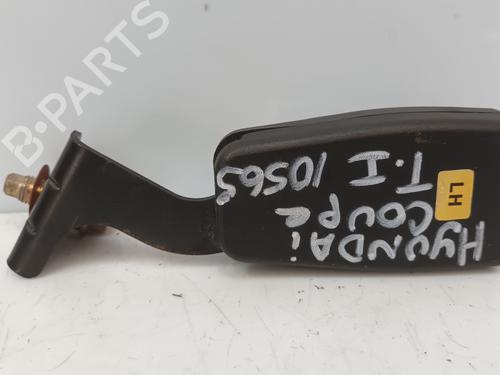 B-PARTS
HYUNDAi
COUPE
T.I 10565
LH